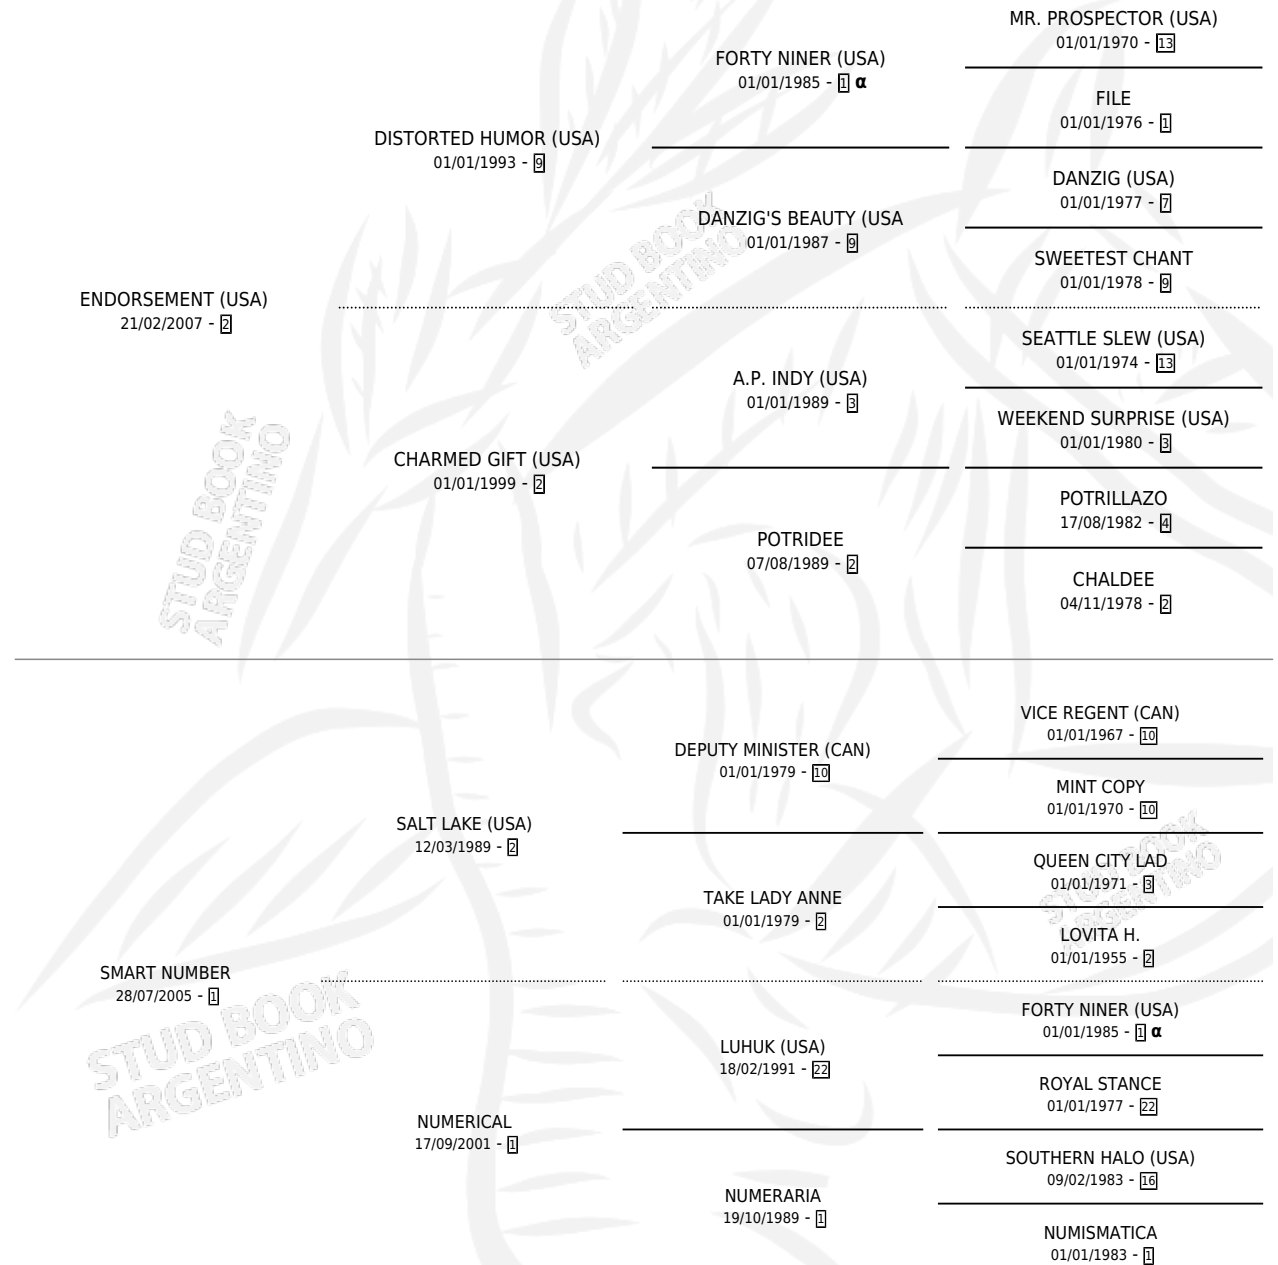 MR. PROSPECTOR (USA)
01/01/1970 - 13
FORTY NINER (USA)
01/01/1985 - 1 α
FILE
01/01/1976 - 1
DISTORTED HUMOR (USA)
01/01/1993 - 9
DANZIG (USA)
01/01/1977 - 7
DANZIG'S BEAUTY (USA
01/01/1987 - 9
SWEETEST CHANT
01/01/1978 - 9
ENDORSEMENT (USA)
21/02/2007 - 2
SEATTLE SLEW (USA)
01/01/1974 - 13
A.P. INDY (USA)
01/01/1989 - 3
WEEKEND SURPRISE (USA)
01/01/1980 - 3
CHARMED GIFT (USA)
01/01/1999 - 2
POTRILLAZO
17/08/1982 - 4
POTRIDEE
07/08/1989 - 2
CHALDEE
04/11/1978 - 2
VICE REGENT (CAN)
01/01/1967 - 10
DEPUTY MINISTER (CAN)
01/01/1979 - 10
MINT COPY
01/01/1970 - 10
SALT LAKE (USA)
12/03/1989 - 2
QUEEN CITY LAD
01/01/1971 - 3
TAKE LADY ANNE
01/01/1979 - 2
LOVITA H.
01/01/1955 - 2
SMART NUMBER
28/07/2005 - 1
FORTY NINER (USA)
01/01/1985 - 1 α
LUHUK (USA)
18/02/1991 - 22
ROYAL STANCE
01/01/1977 - 22
NUMERICAL
17/09/2001 - 1
SOUTHERN HALO (USA)
09/02/1983 - 16
NUMERARIA
19/10/1989 - 1
NUMISMATICA
01/01/1983 - 1
STUD BOOK
ARGENTINO
STUD BOOK
ARGENTINO
STUD BOOK
ARGENTINO
STUD BOOK
ARGENTINO